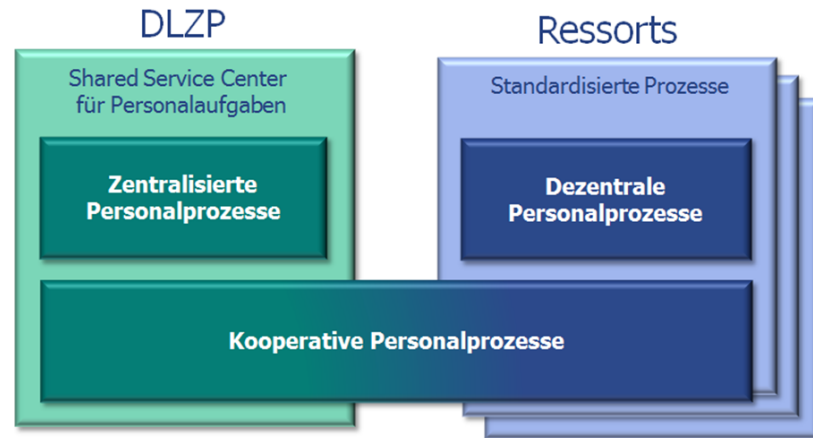 DLZP
Shared Service Center
für Personalaufgaben
Zentralisierte
Personalprozesse
Ressorts
Standardisierte Prozesse
Dezentrale
Personalprozesse
Kooperative Personalprozesse